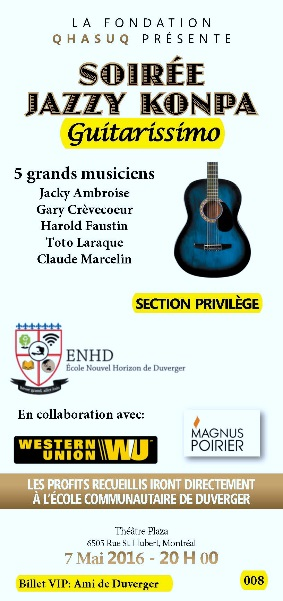 LA FONDATION
QHASUQ PRÉSENTE
SOIRÉE
JAZZY KONPA
Guitarissimo
5 grands musiciens
Jacky Ambroise
Gary Crèvecoeur
Harold Faustin
Toto Laraque
Claude Marcelin
SECTION PRIVILÈGE
ENHD
École Nouvel Horizon de Duverger
En collaboration avec:
WESTERN UNION WU
MAGNUS
POIRIER
LES PROFITS RECUEILLIS IRONT DIRECTEMENT
À L'ÉCOLE COMMUNAUTAIRE DE DUVERGER
Théâtre Plaza
6505 Rue St-Hubert, Montréal
7 Mai 2016 - 20 H 00
Billet VIP: Ami de Duverger
008